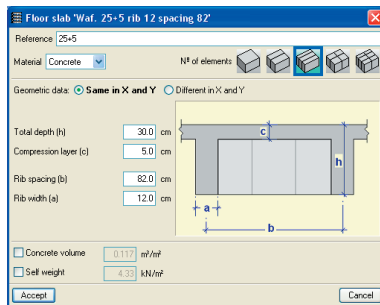 Floor slab 'Waf. 25+5 rib 12 spacing 82'
Reference 25+5
Material Concrete Nº of elements
Geometric data: Same in X and Y Different in X and Y
Total depth (h) 30.0 cm
Compression layer (c) 5.0 cm
Rib spacing (b) 82.0 cm
Rib width (a) 12.0 cm
c
h
a
b
Concrete volume 0.117 m³/m²
Self weight 4.33 kN/m²
Accept Cancel